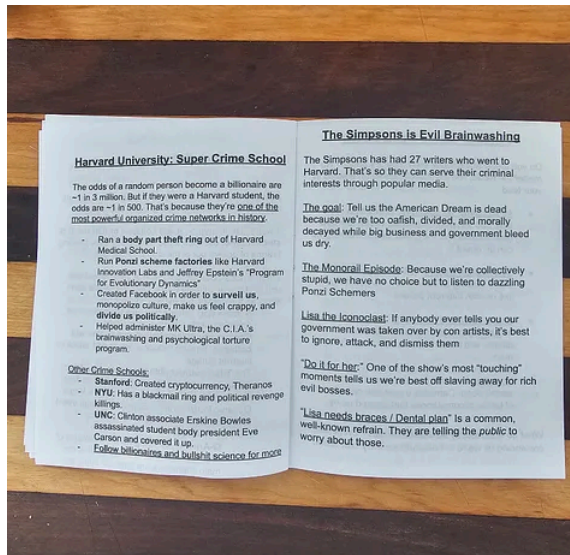 Harvard University: Super Crime School
The odds of a random person become a billionaire are
~1 in 3 million. But if they were a Harvard student, the
odds are ~1 in 500. That's because they're one of the
most powerful organized crime networks in history.
- Ran a body part theft ring out of Harvard
Medical School.
- Run Ponzi scheme factories like Harvard
Innovation Labs and Jeffrey Epstein's "Program
for Evolutionary Dynamics"
- Created Facebook in order to surveil us,
monopolize culture, make us feel crappy, and
divide us politically.
- Helped administer MK Ultra, the C.I.A.'s
brainwashing and psychological torture
program.
Other Crime Schools:
- Stanford: Created cryptocurrency, Theranos
- NYU: Has a blackmail ring and political revenge
killings.
- UNC: Clinton associate Erskine Bowles
assassinated student body president Eve
Carson and covered it up.
- Follow billionaires and bullshit science for more
The Simpsons is Evil Brainwashing
The Simpsons has had 27 writers who went to
Harvard. That's so they can serve their criminal
interests through popular media.
The goal: Tell us the American Dream is dead
because we're too oafish, divided, and morally
decayed while big business and government bleed
us dry.
The Monorail Episode: Because we're collectively
stupid, we have no choice but to listen to dazzling
Ponzi Schemers
Lisa the Iconoclast: If anybody ever tells you our
government was taken over by con artists, it's best
to ignore, attack, and dismiss them
"Do it for her:" One of the show's most "touching"
moments tells us we're best off slaving away for rich
evil bosses.
"Lisa needs braces / Dental plan" Is a common,
well-known refrain. They are telling the public to
worry about those.